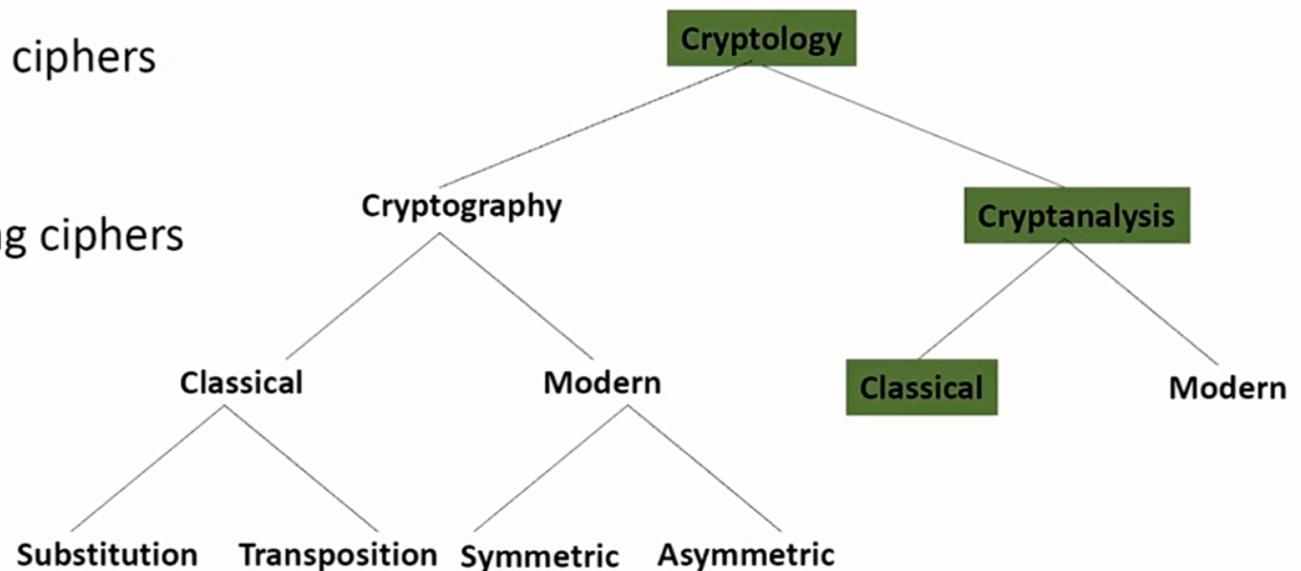 ciphers
Cryptology
Cryptography
Cryptanalysis
ciphers
Classical
Modern
Classical
Modern
Substitution
Transposition
Symmetric
Asymmetric